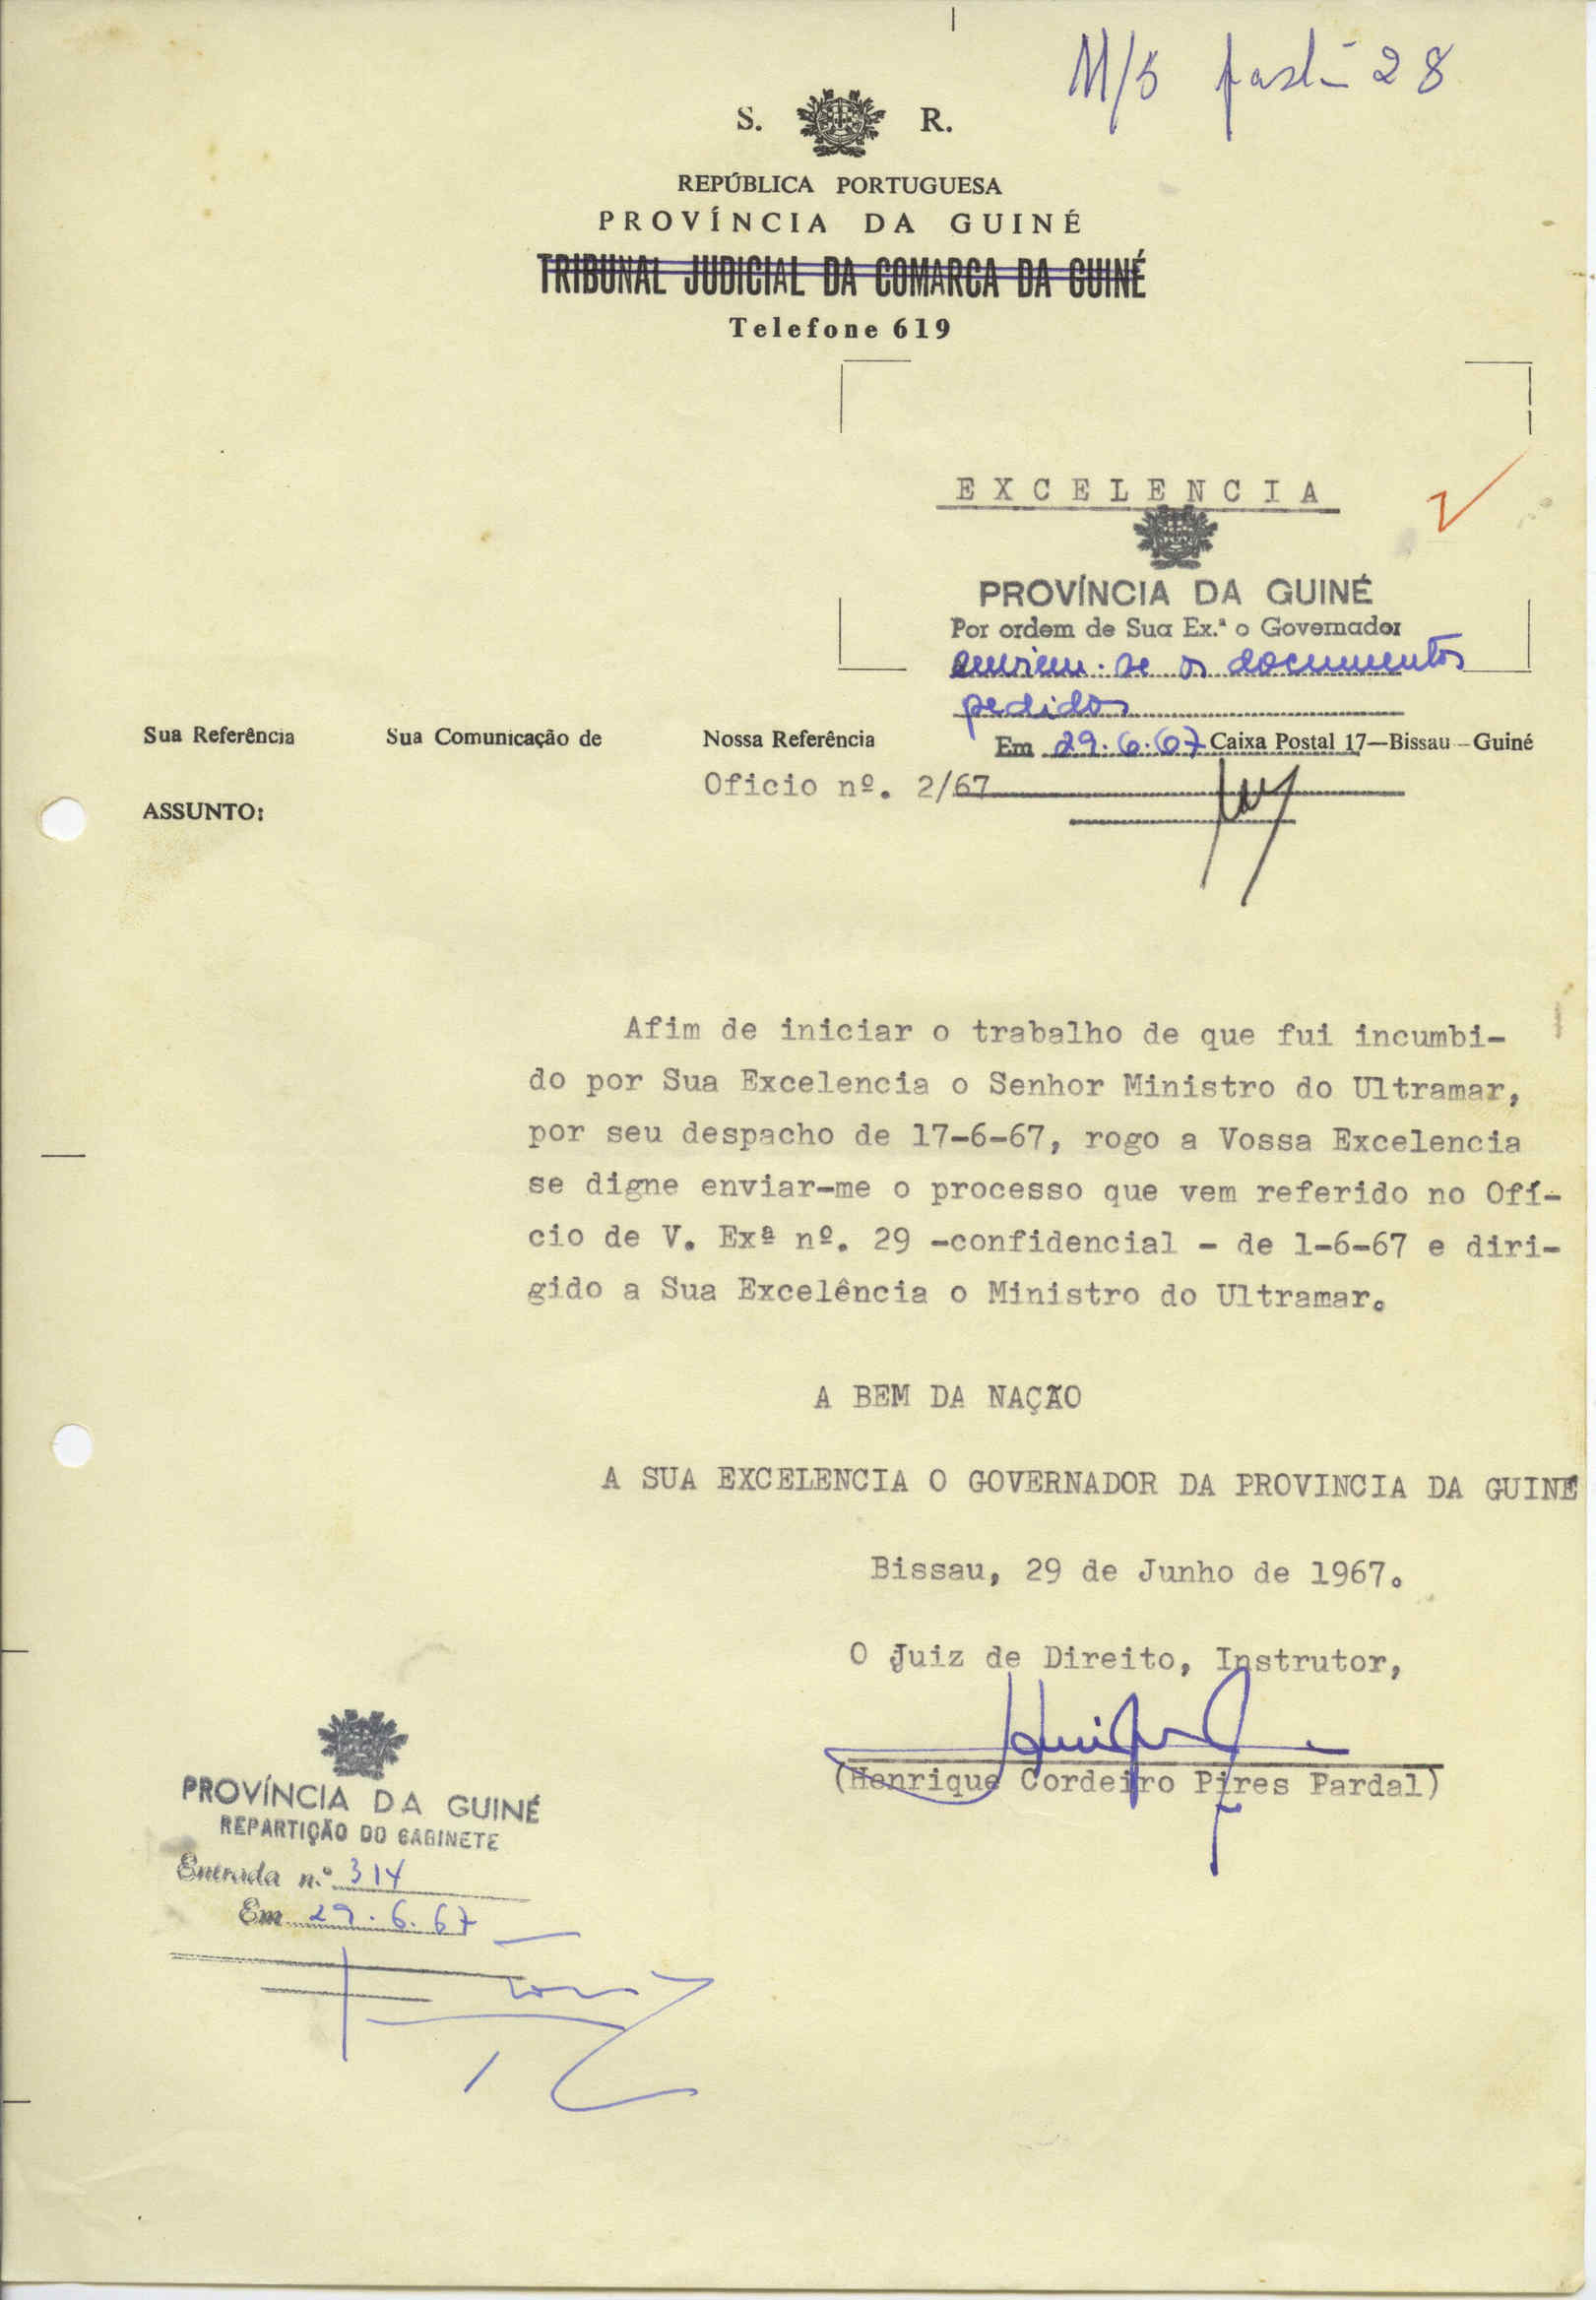 M/5 pasta 28
S. R.
REPÚBLICA PORTUGUESA
PROVÍNCIA DA GUINÉ
TRIBUNAL JUDICIAL DA COMARCA DA GUINÉ
Telefone 619
EXCELENCIA
PROVÍNCIA DA GUINÉ
Por ordem de Sua Ex.ª o Governador
enviem-se os documentos
pedidos
Sua Referência Sua Comunicação de Nossa Referência Em 29.6.67 Caixa Postal 17—Bissau—Guiné
Oficio nº. 2/67
ASSUNTO:
Afim de iniciar o trabalho de que fui incumbi-
do por Sua Excelencia o Senhor Ministro do Ultramar,
por seu despacho de 17-6-67, rogo a Vossa Excelencia
se digne enviar-me o processo que vem referido no Ofí-
cio de V. Exª nº. 29 -confidencial - de 1-6-67 e diri-
gido a Sua Excelência o Ministro do Ultramar.
A BEM DA NAÇÃO
A SUA EXCELENCIA O GOVERNADOR DA PROVINCIA DA GUINÉ
Bissau, 29 de Junho de 1967.
O Juiz de Direito, Instrutor,
(Henrique Cordeiro Pires Pardal)
PROVÍNCIA DA GUINÉ
REPARTIÇÃO DO GABINETE
Entrada n.º 314
Em 29.6.67